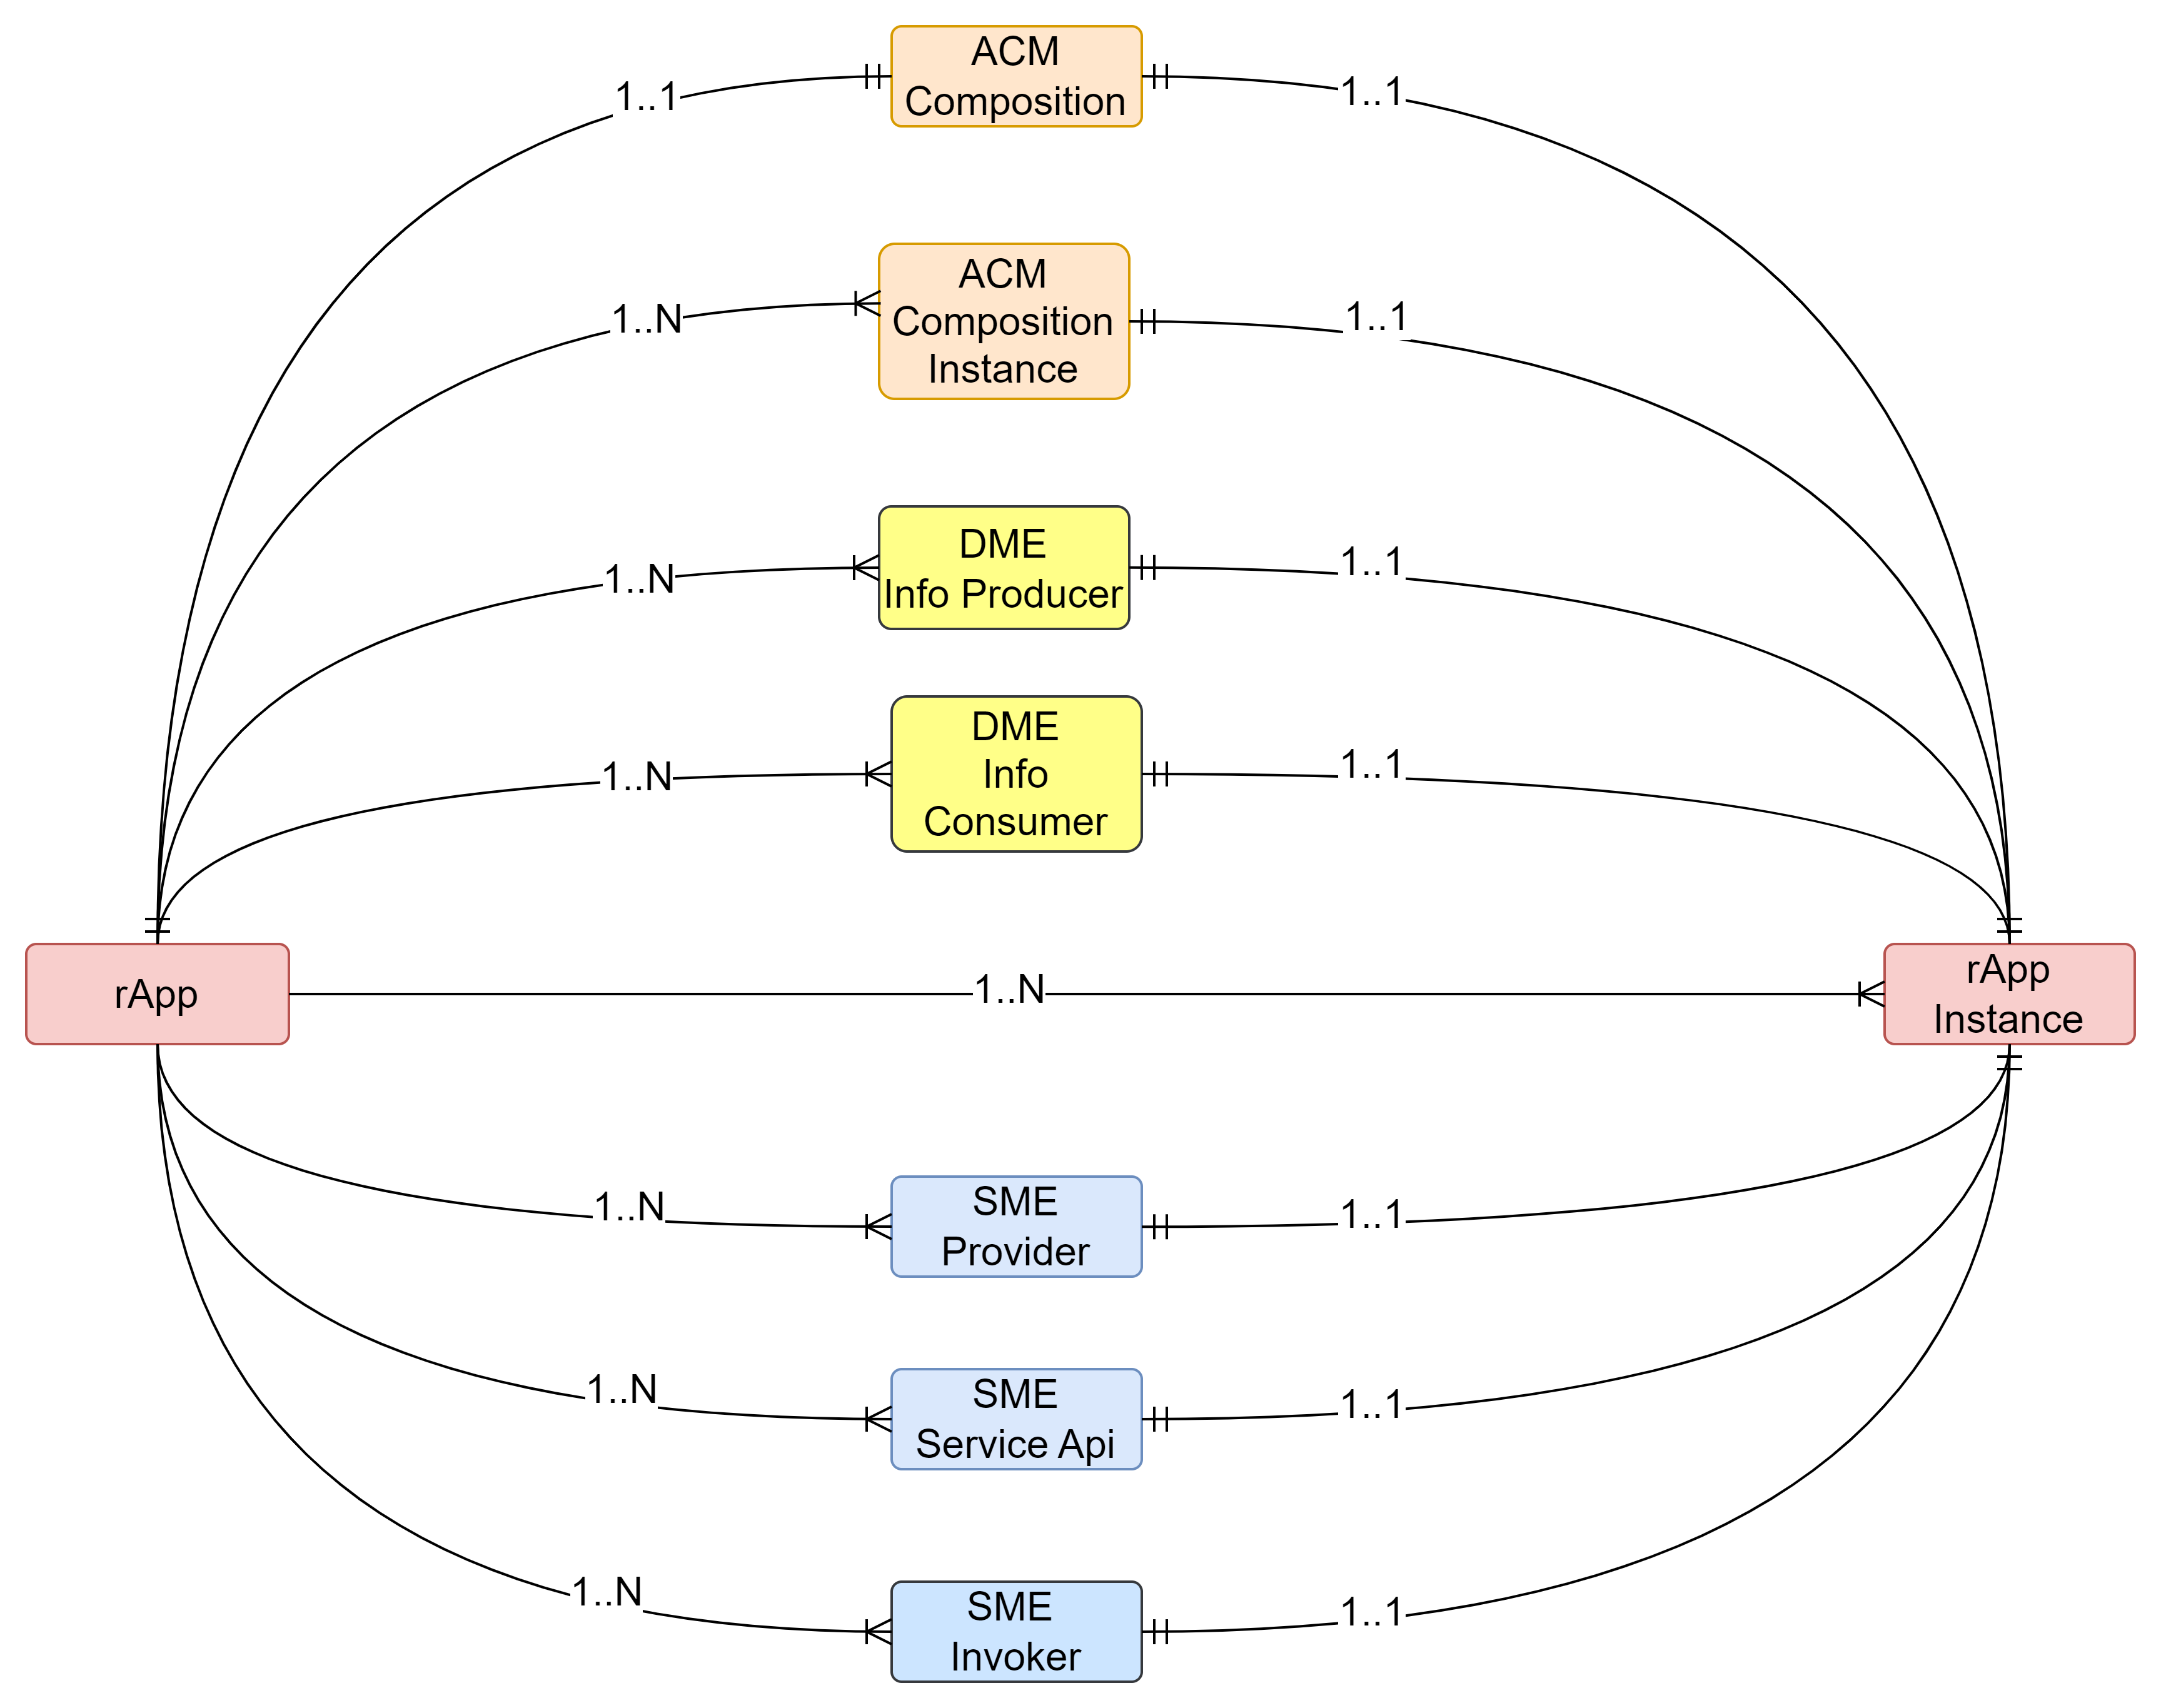 ACM
Composition
1..1
1..1
ACM
Composition
Instance
1..N
1..1
DME
Info Producer
1..N
1..1
DME
Info
Consumer
1..N
1..1
rApp
1..N
rApp
Instance
SME
Provider
1..N
1..1
SME
Service Api
1..N
1..1
SME
Invoker
1..N
1..1